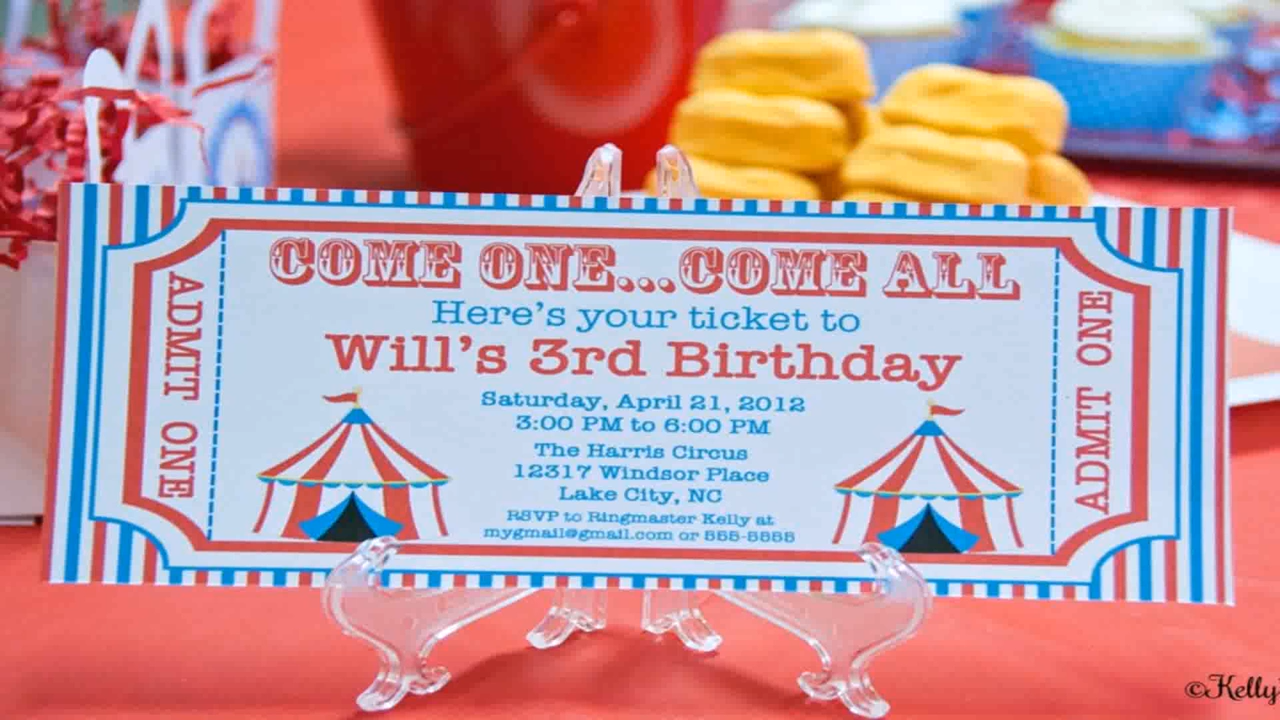 COME ONE...COME ALL
Here's your ticket to
Will's 3rd Birthday
Saturday, April 21, 2012
3:00 PM to 6:00 PM
The Harris Circus
12317 Windsor Place
Lake City, NC
RSVP to Ringmaster Kelly at
mygmail@gmail.com or 555-5555
ADMIT ONE
ADMIT ONE
©Kelly